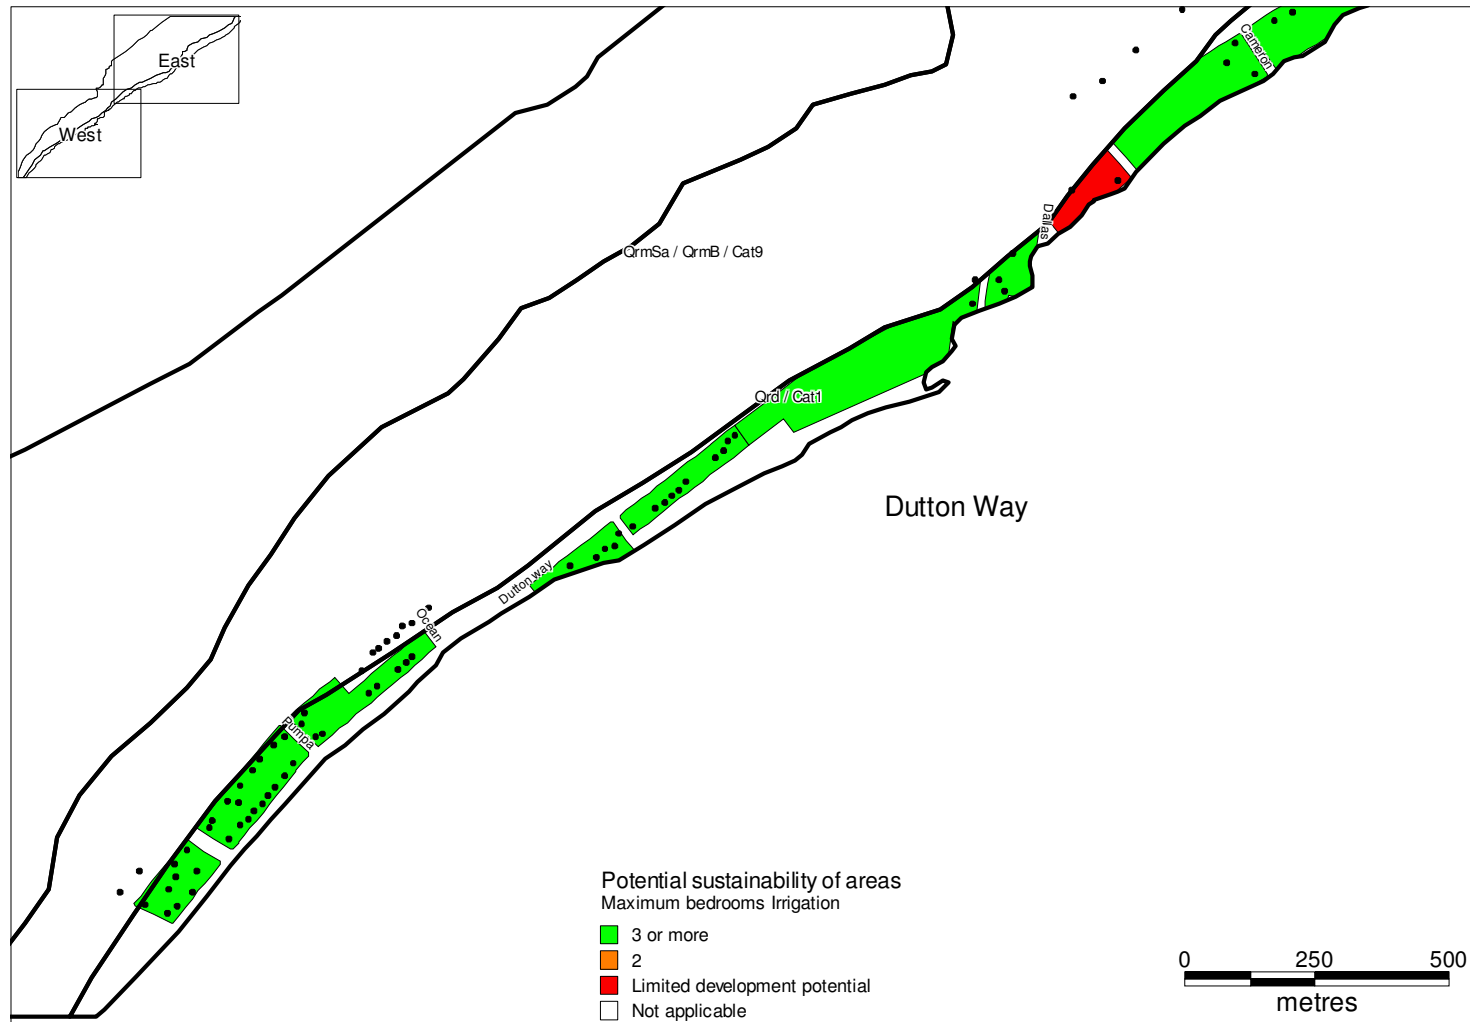 East
West
Cameron
Dallas
QrmSa / QrmB / Cat9
Qrd / Cat1
Dutton Way
Dutton way
Ocean
Pumpa
Potential sustainability of areas
Maximum bedrooms Irrigation
3 or more
2
Limited development potential
Not applicable
0 250 500
metres